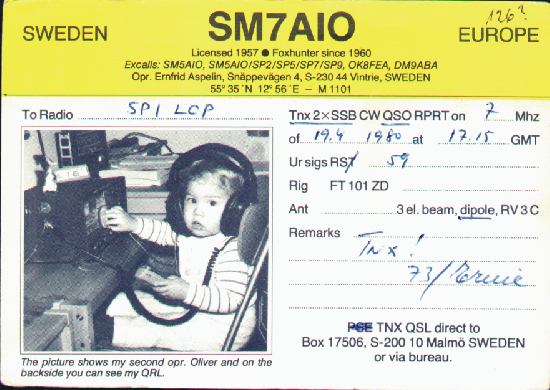 SWEDEN
SM7AIO
126?
EUROPE
Licensed 1957 ● Foxhunter since 1960
Excalls: SM5AIO, SM5AIO/SP2/SP5/SP7/SP9, OK8FEA, DM9ABA
Opr. Ernfrid Aspelin, Snäppevägen 4, S-230 44 Vintrie, SWEDEN
55° 35´N 12° 56´E – M 1101
To Radio SP1 LCP
Tnx 2×SSB CW QSO RPRT on 7 Mhz
of 19.4 1980 at 17.15 GMT
Ur sigs RST 59
Rig FT 101 ZD
Ant 3 el. beam, dipole, RV 3 C
Remarks TNX!
73/Ernie
PSE TNX QSL direct to
Box 17506, S-200 10 Malmö SWEDEN
or via bureau.
The picture shows my second opr. Oliver and on the
backside you can see my QRL.